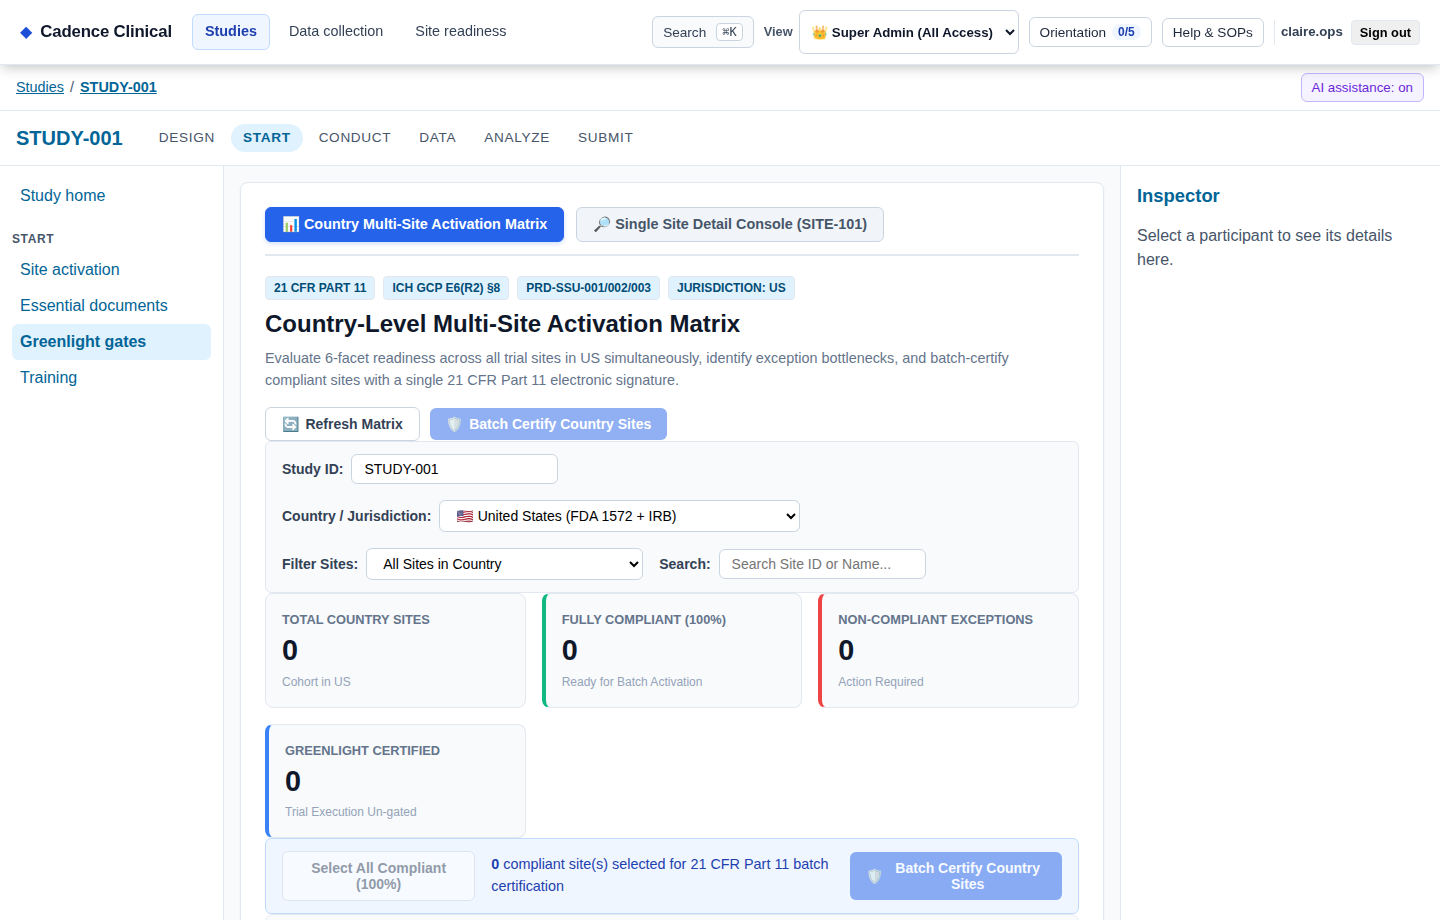 Cadence Clinical
Studies
Data collection
Site readiness
Search ⌘K
View
👑 Super Admin (All Access)
Orientation 0/5
Help & SOPs
claire.ops
Sign out
Studies / STUDY-001
AI assistance: on
STUDY-001
DESIGN
START
CONDUCT
DATA
ANALYZE
SUBMIT
Study home
START
Site activation
Essential documents
Greenlight gates
Training
📊 Country Multi-Site Activation Matrix
🔎 Single Site Detail Console (SITE-101)
21 CFR PART 11
ICH GCP E6(R2) §8
PRD-SSU-001/002/003
JURISDICTION: US
Country-Level Multi-Site Activation Matrix
Evaluate 6-facet readiness across all trial sites in US simultaneously, identify exception bottlenecks, and batch-certify
compliant sites with a single 21 CFR Part 11 electronic signature.
🔄 Refresh Matrix
🛡️ Batch Certify Country Sites
Study ID: STUDY-001
Country / Jurisdiction: 🇺🇸 United States (FDA 1572 + IRB)
Filter Sites: All Sites in Country
Search: Search Site ID or Name...
TOTAL COUNTRY SITES
0
Cohort in US
FULLY COMPLIANT (100%)
0
Ready for Batch Activation
NON-COMPLIANT EXCEPTIONS
0
Action Required
GREENLIGHT CERTIFIED
0
Trial Execution Un-gated
Select All Compliant
(100%)
0 compliant site(s) selected for 21 CFR Part 11 batch
certification
🛡️ Batch Certify Country
Sites
Inspector
Select a participant to see its details
here.